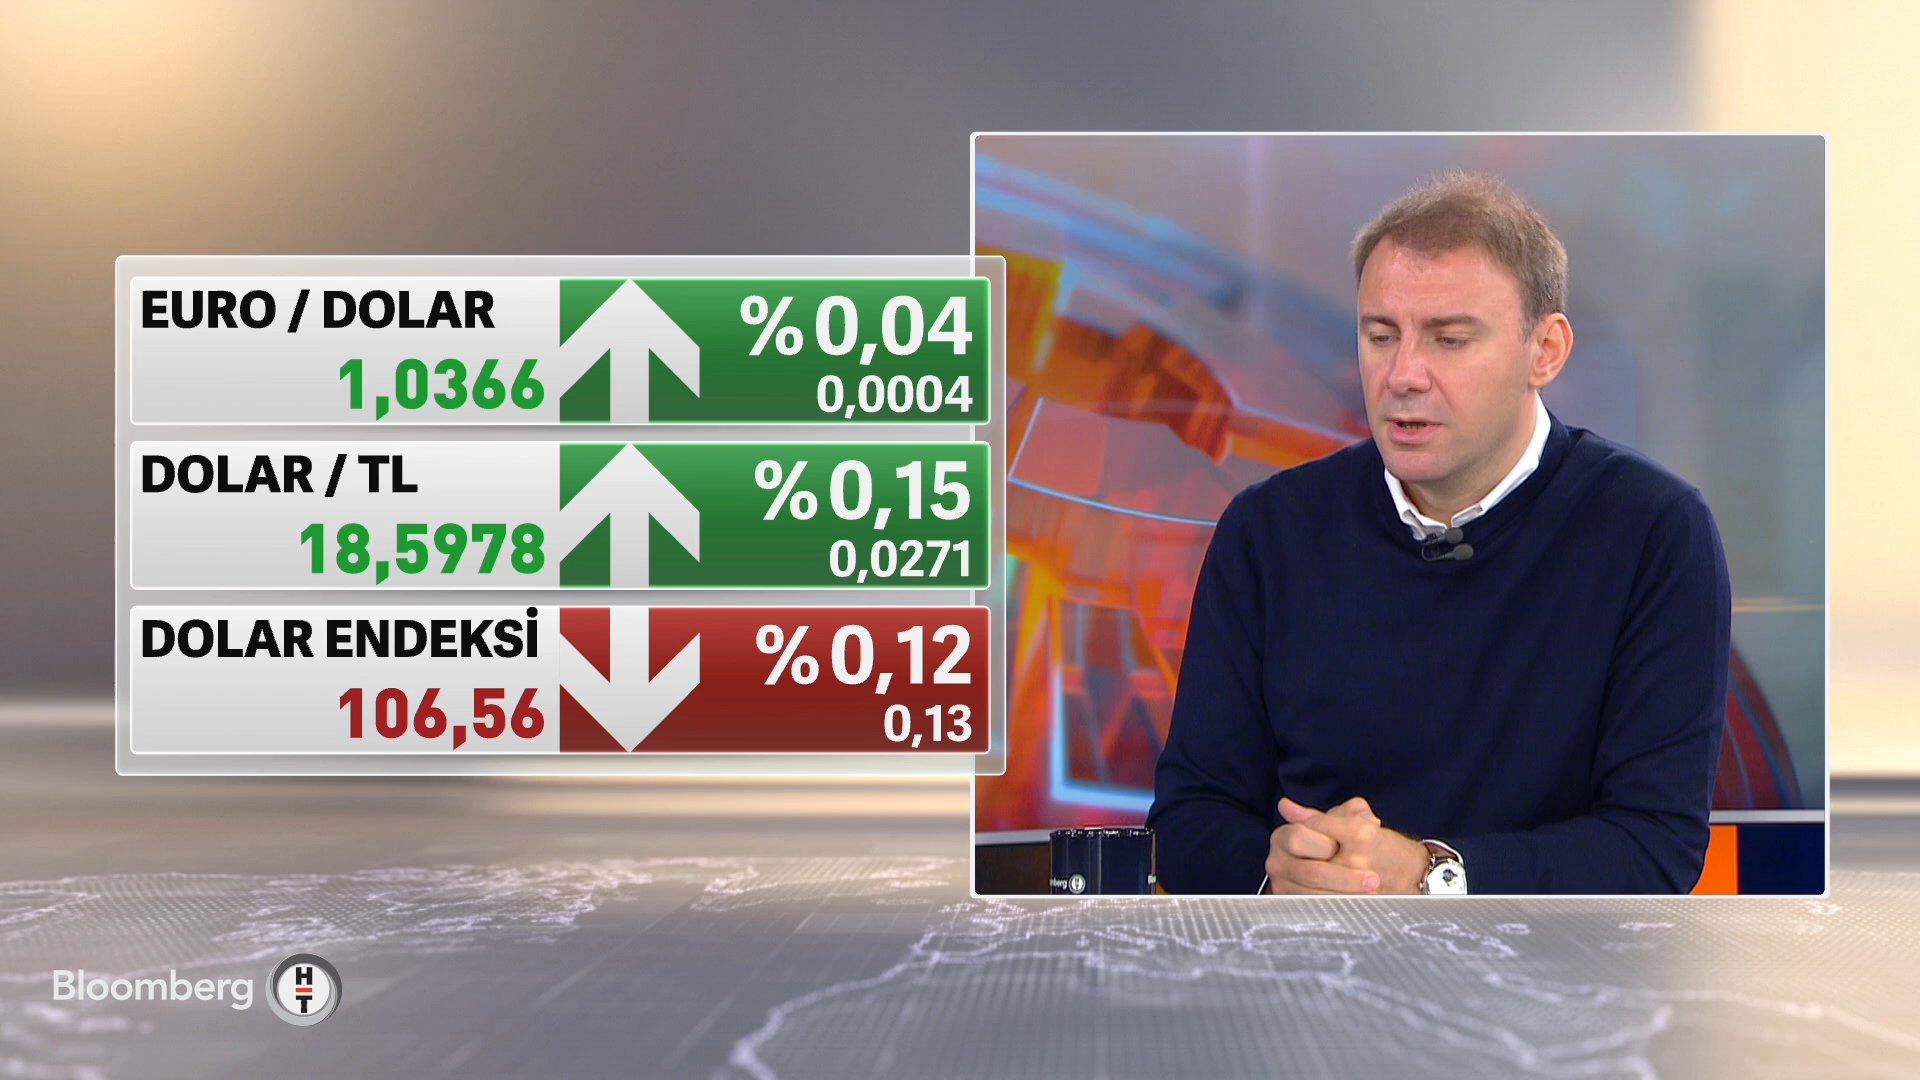 EURO / DOLAR
1,0366
%0,04
0,0004
DOLAR / TL
18,5978
%0,15
0,0271
DOLAR ENDEKSİ
106,56
%0,12
0,13
Bloomberg HT